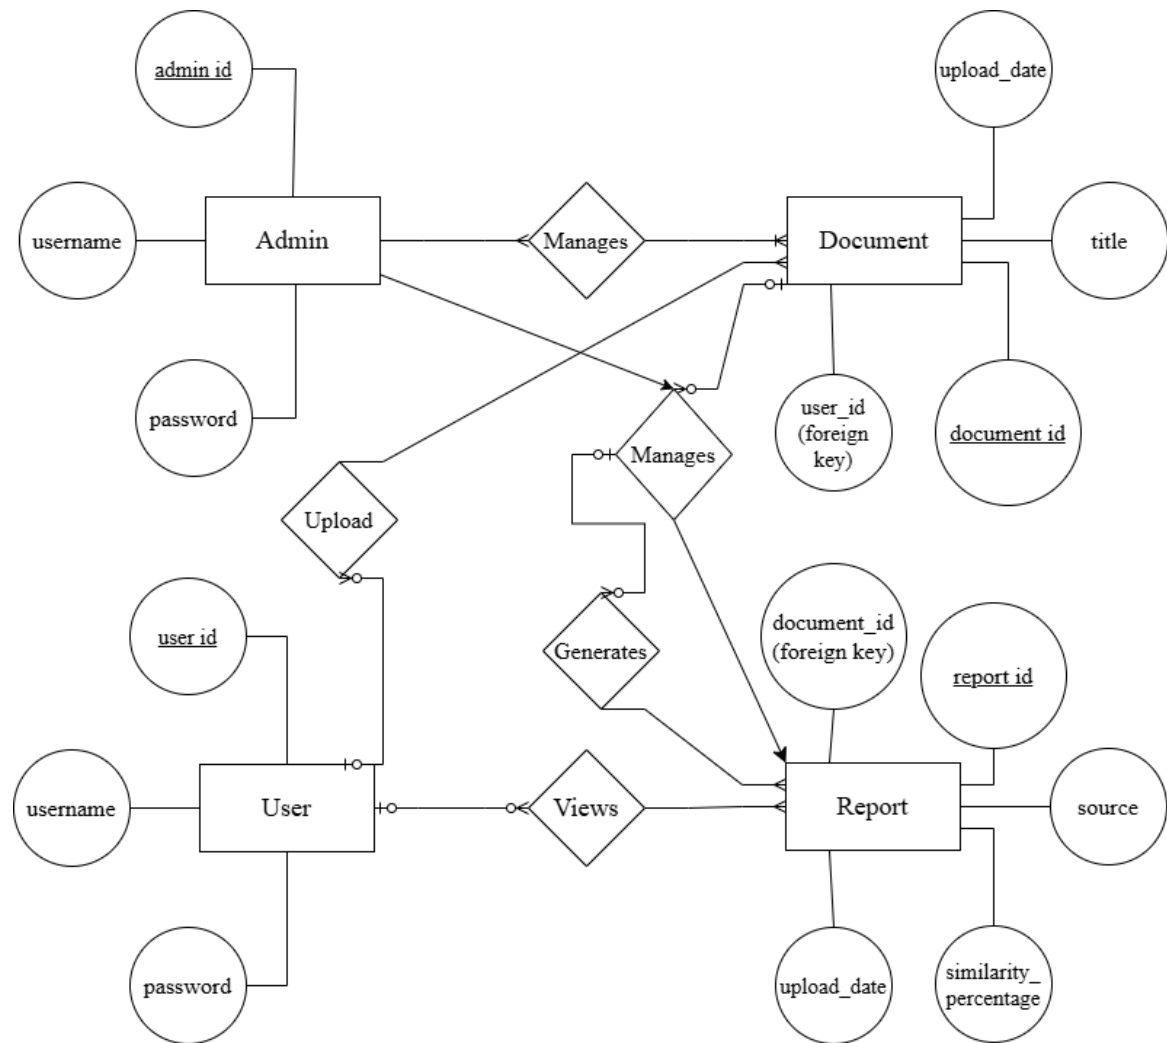 admin id
upload_date
username
Admin
Manages
Document
title
password
user_id
(foreign
key)
document id
Manages
Upload
user id
document_id
(foreign key)
Generates
report id
username
User
Views
Report
source
password
upload_date
similarity_
percentage